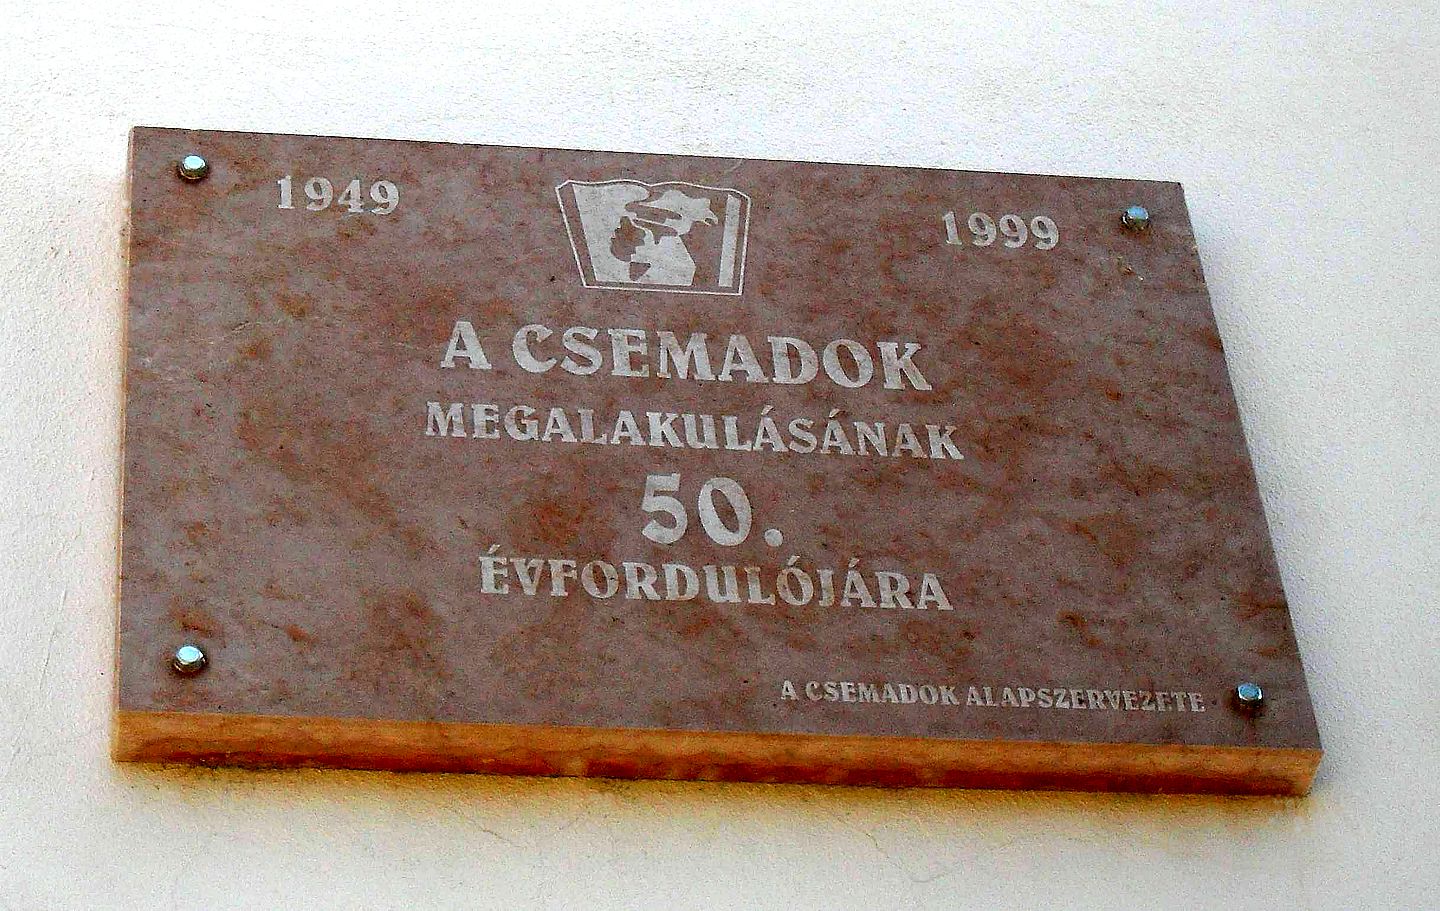 1949 1999
A CSEMADOK
MEGALAKULÁSÁNAK
50.
ÉVFORDULÓJÁRA
A CSEMADOK ALAPSZERVEZETE